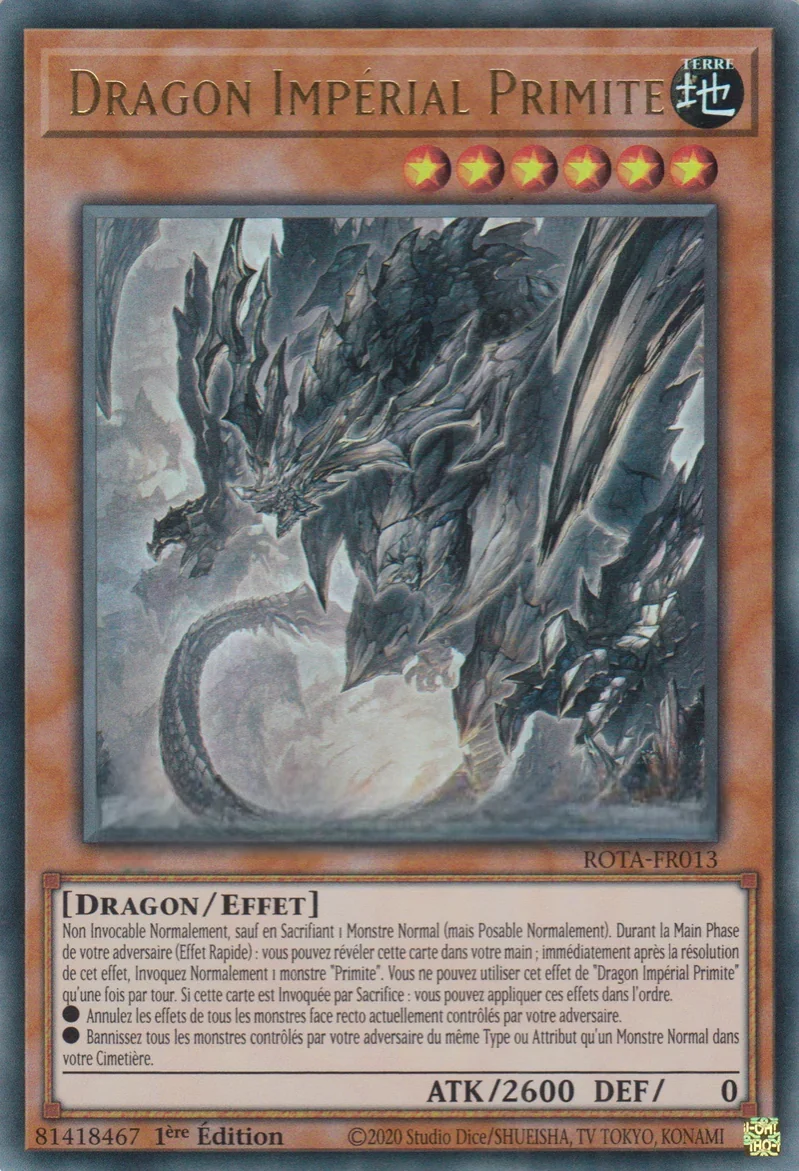 Dragon Impérial Primite
TERRE
地
ROTA-FR013
[Dragon/Effet]
Non Invocable Normalement, sauf en Sacrifiant 1 Monstre Normal (mais Posable Normalement). Durant la Main Phase
de votre adversaire (Effet Rapide) : vous pouvez révéler cette carte dans votre main ; immédiatement après la résolution
de cet effet, Invoquez Normalement 1 monstre "Primite". Vous ne pouvez utiliser cet effet de "Dragon Impérial Primite"
qu'une fois par tour. Si cette carte est Invoquée par Sacrifice : vous pouvez appliquer ces effets dans l'ordre.
● Annulez les effets de tous les monstres face recto actuellement contrôlés par votre adversaire.
● Bannissez tous les monstres contrôlés par votre adversaire du même Type ou Attribut qu'un Monstre Normal dans
votre Cimetière.
ATK/2600 DEF/ 0
81418467 1ère Édition ©2020 Studio Dice/SHUEISHA, TV TOKYO, KONAMI